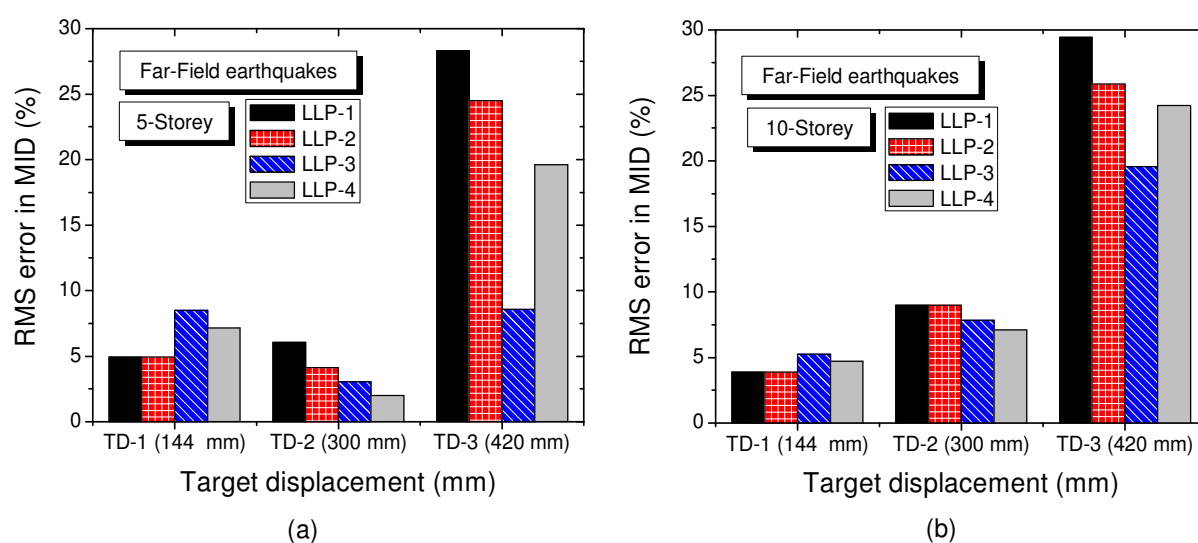 RMS error in MID (%)
30
25
20
15
10
5
0
Far-Field earthquakes
5-Storey
LLP-1
LLP-2
LLP-3
LLP-4
TD-1 (144 mm)
TD-2 (300 mm)
TD-3 (420 mm)
Target displacement (mm)
(a)
RMS error in MID (%)
30
25
20
15
10
5
0
Far-Field earthquakes
10-Storey
LLP-1
LLP-2
LLP-3
LLP-4
TD-1 (144 mm)
TD-2 (300 mm)
TD-3 (420 mm)
Target displacement (mm)
(b)